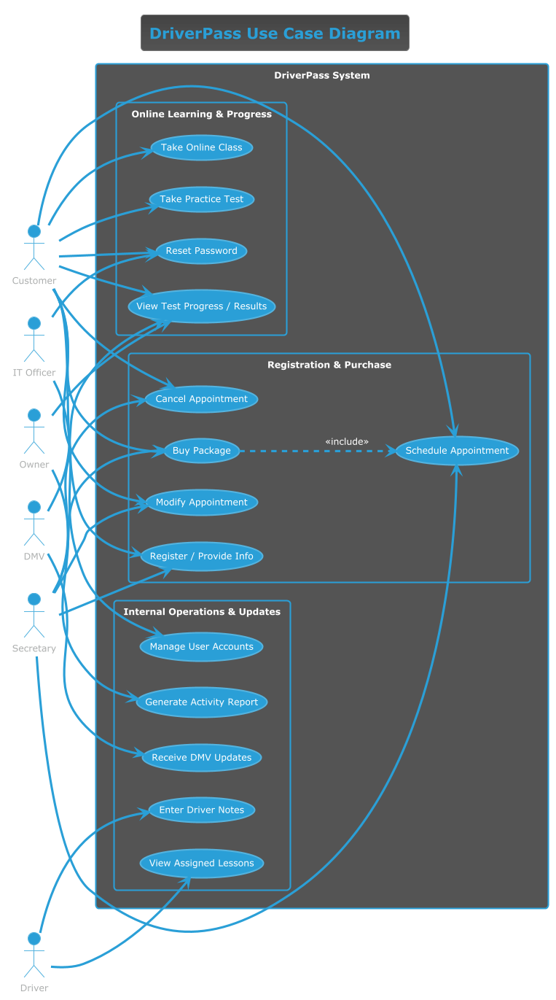 DriverPass Use Case Diagram
DriverPass System
Online Learning & Progress
Take Online Class
Take Practice Test
Reset Password
View Test Progress / Results
Customer
IT Officer
Registration & Purchase
Cancel Appointment
Buy Package
«include»
Schedule Appointment
Modify Appointment
Register / Provide Info
Owner
DMV
Secretary
Internal Operations & Updates
Manage User Accounts
Generate Activity Report
Receive DMV Updates
Enter Driver Notes
View Assigned Lessons
Driver